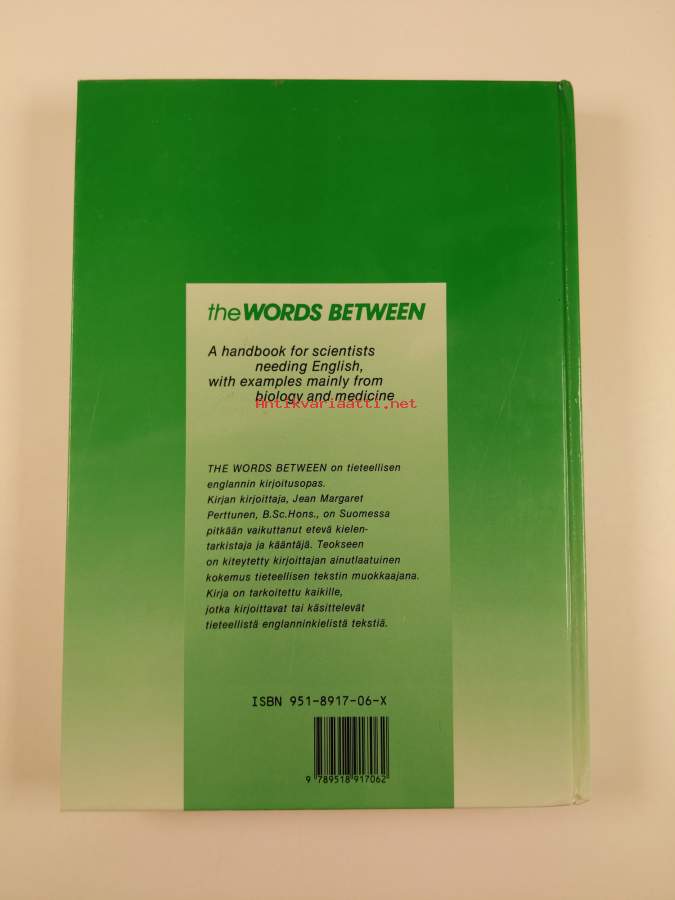 the WORDS BETWEEN
A handbook for scientists
needing English,
with examples mainly from
biology and medicine
Antikvariaatti.net
THE WORDS BETWEEN on tieteellisen
englannin kirjoitusopas.
Kirjan kirjoittaja, Jean Margaret
Perttunen, B.Sc.Hons., on Suomessa
pitkään vaikuttanut etevä kielen-
tarkistaja ja kääntäjä. Teokseen
on kiteytetty kirjoittajan ainutlaatuinen
kokemus tieteellisen tekstin muokkaajana.
Kirja on tarkoitettu kaikille,
jotka kirjoittavat tai käsittelevät
tieteellistä englanninkielistä tekstiä.
ISBN 951-8917-06-X
9 789518 917062